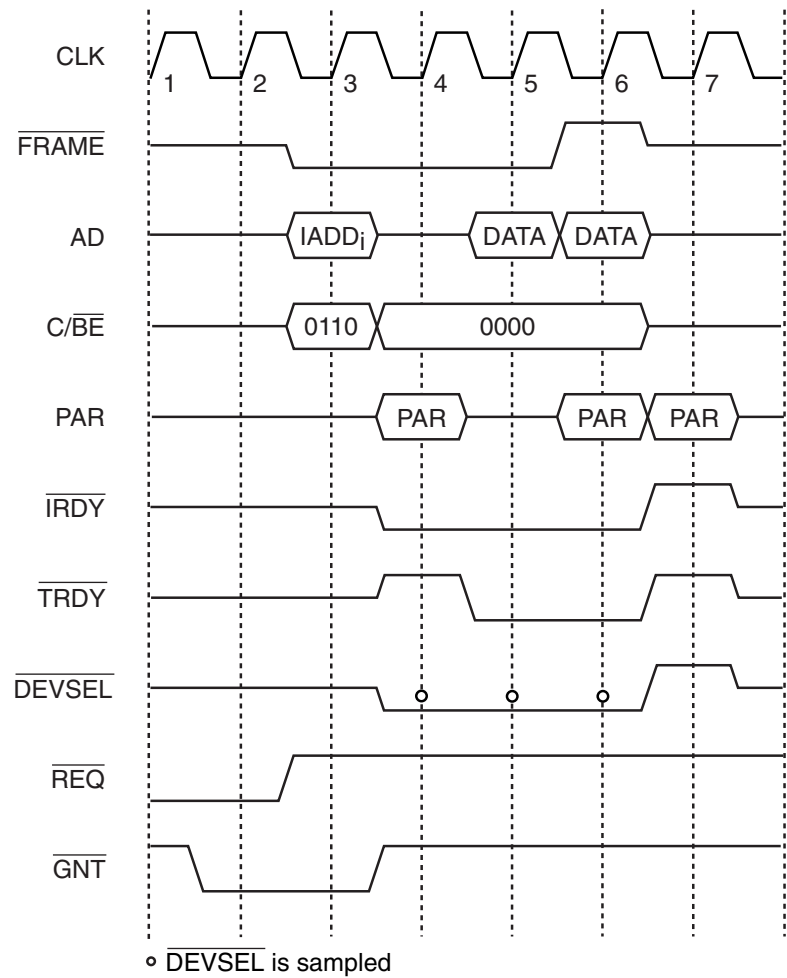 CLK
1 2 3 4 5 6 7
FRAME
AD IADDi DATA DATA
C/BE 0110 0000
PAR PAR PAR PAR
IRDY
TRDY
DEVSEL
REQ
GNT
DEVSEL is sampled